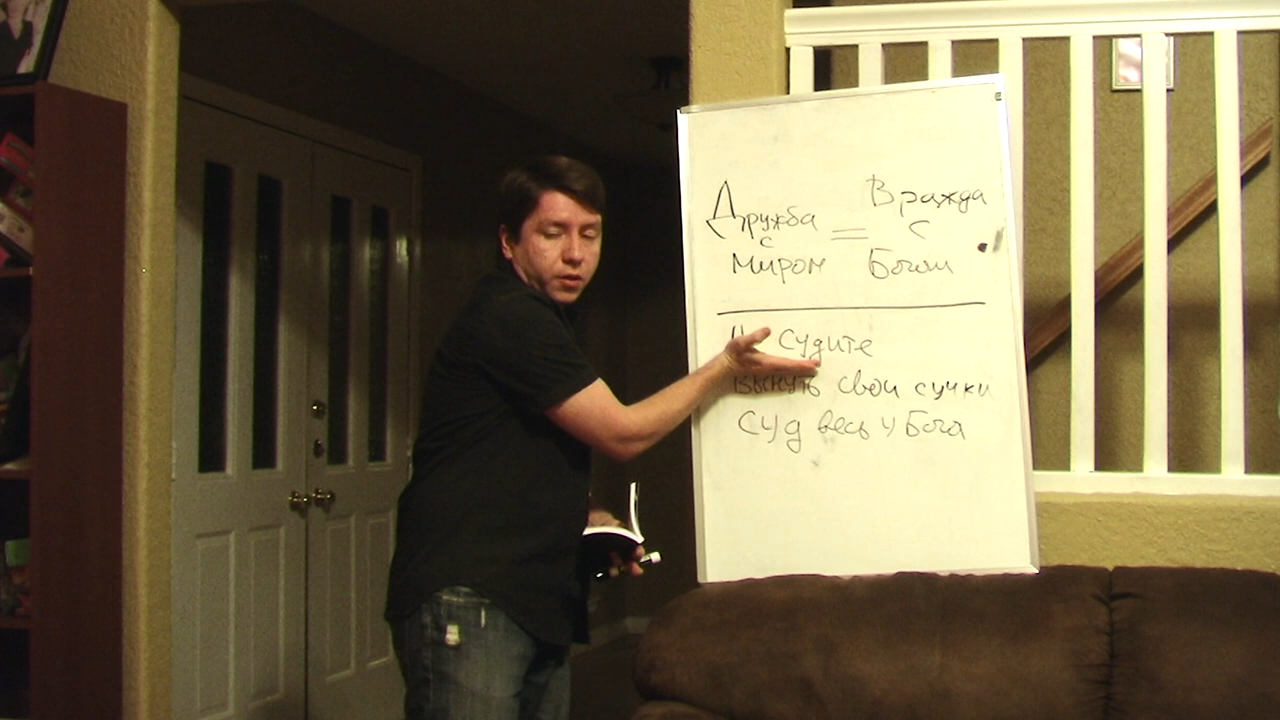 Дружба
с
миром
=
Вражда
с
Богом
судите
вынуть свои сучки
Суд весь у Бога